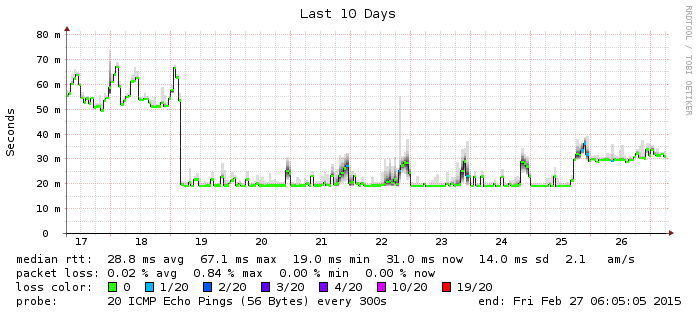 Last 10 Days
RRDTOOL / TOBI OETIKER
Seconds
80 m
70 m
60 m
50 m
40 m
30 m
20 m
10 m
0
17 18 19 20 21 22 23 24 25 26
median rtt: 28.8 ms avg 67.1 ms max 19.0 ms min 31.0 ms now 14.0 ms sd 2.1 am/s
packet loss: 0.02 % avg 0.84 % max 0.00 % min 0.00 % now
loss color: 0 1/20 2/20 3/20 4/20 10/20 19/20
probe: 20 ICMP Echo Pings (56 Bytes) every 300s end: Fri Feb 27 06:05:05 2015